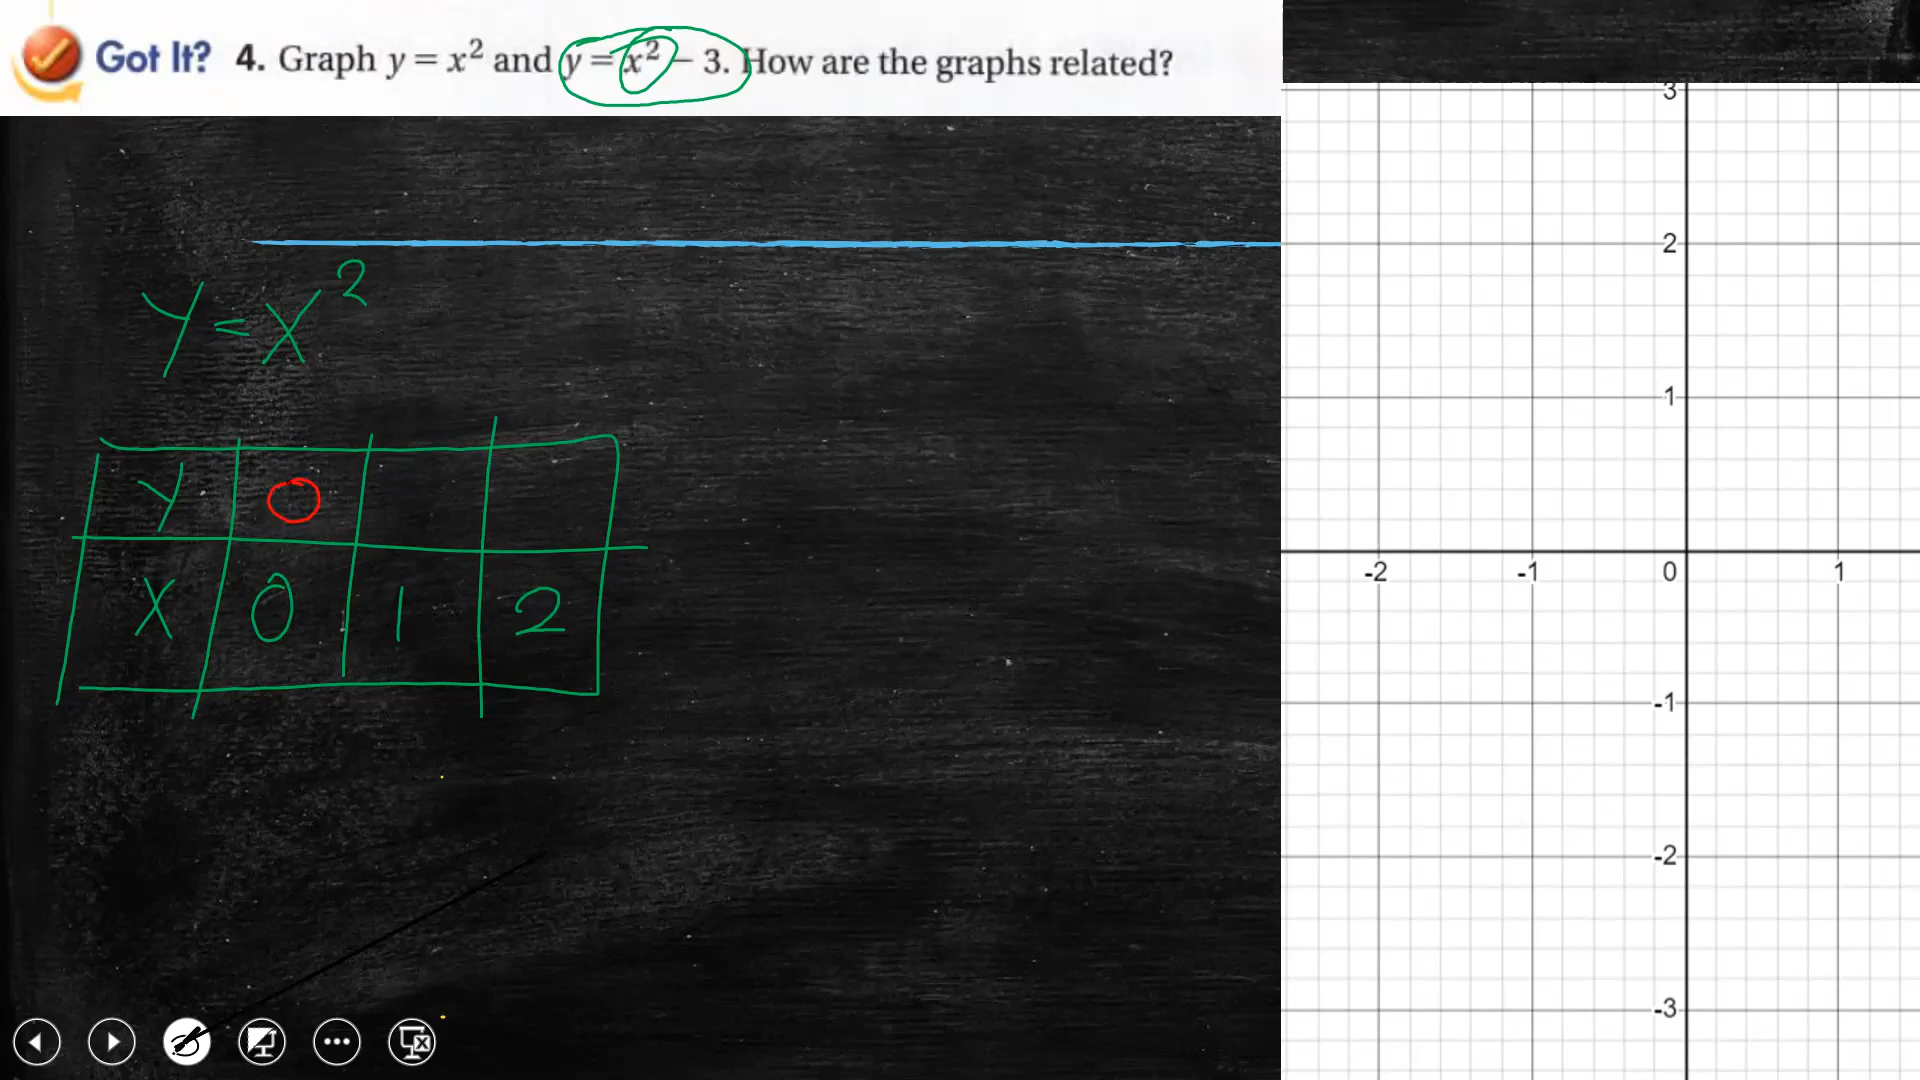 Got It? 4. Graph y = x² and y = x² − 3. How are the graphs related?
y = x²
y 0
x 0 1 2
3
2
1
-2 -1 0 1
-1
-2
-3